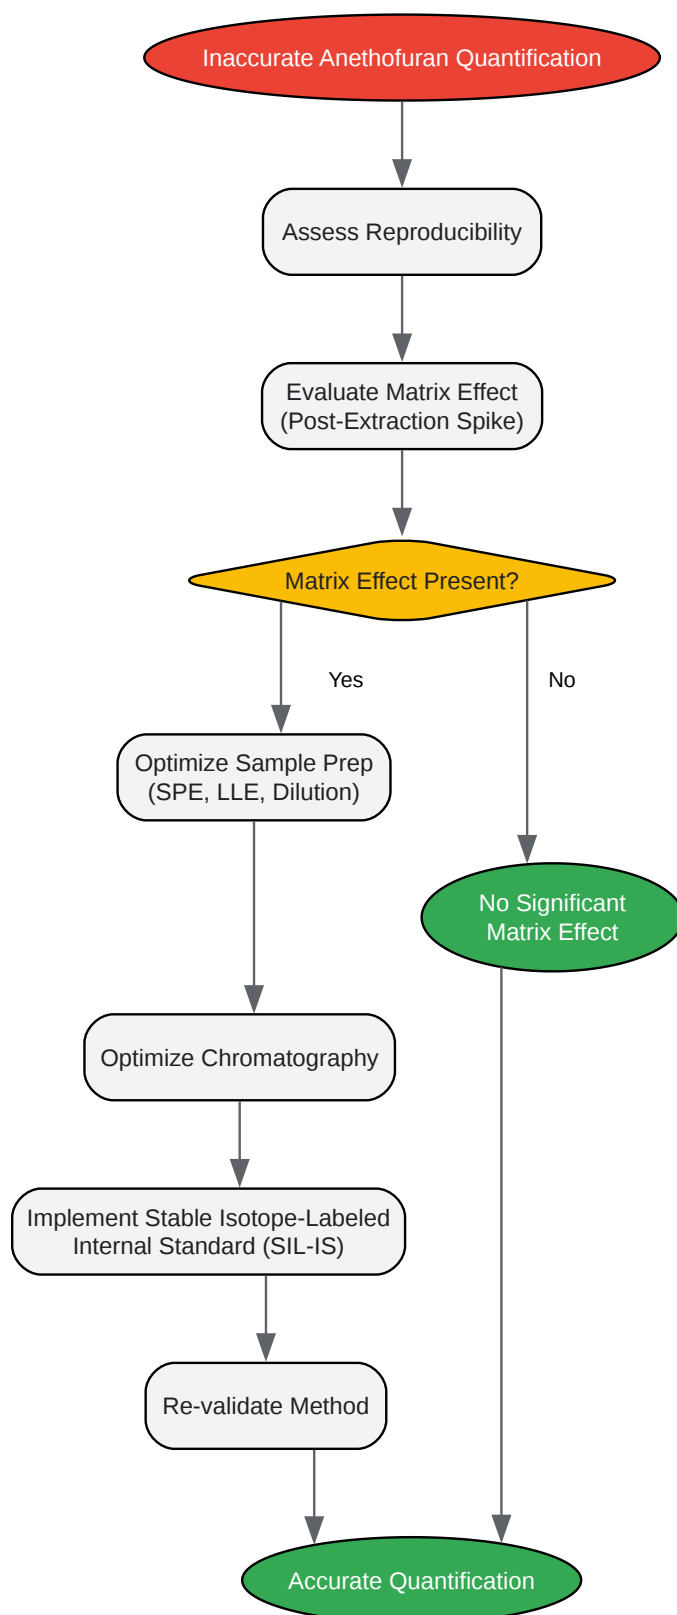 Inaccurate Anethofuran Quantification
Assess Reproducibility
Evaluate Matrix Effect
(Post-Extraction Spike)
Matrix Effect Present?
Yes
No
Optimize Sample Prep
(SPE, LLE, Dilution)
No Significant
Matrix Effect
Optimize Chromatography
Implement Stable Isotope-Labeled
Internal Standard (SIL-IS)
Re-validate Method
Accurate Quantification